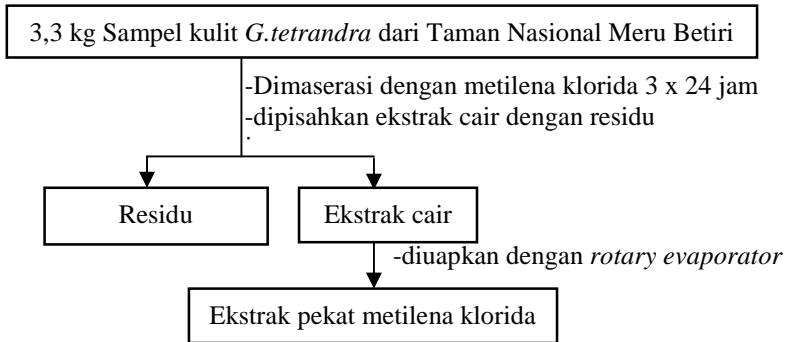 3,3 kg Sampel kulit G.tetrandra dari Taman Nasional Meru Betiri
-Dimaserasi dengan metilena klorida 3 x 24 jam
-dipisahkan ekstrak cair dengan residu
.
Residu
Ekstrak cair
-diuapkan dengan rotary evaporator
Ekstrak pekat metilena klorida